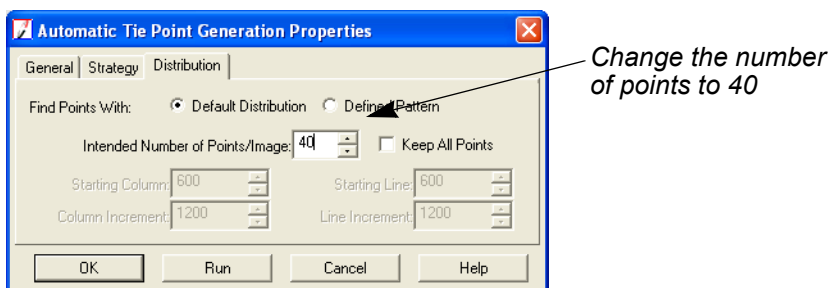 Automatic Tie Point Generation Properties
General Strategy Distribution
Find Points With: Default Distribution Defined Pattern
Intended Number of Points/Image: 40 Keep All Points
Starting Column: 600 Starting Line: 600
Column Increment: 1200 Line Increment: 1200
OK Run Cancel Help
Change the number
of points to 40